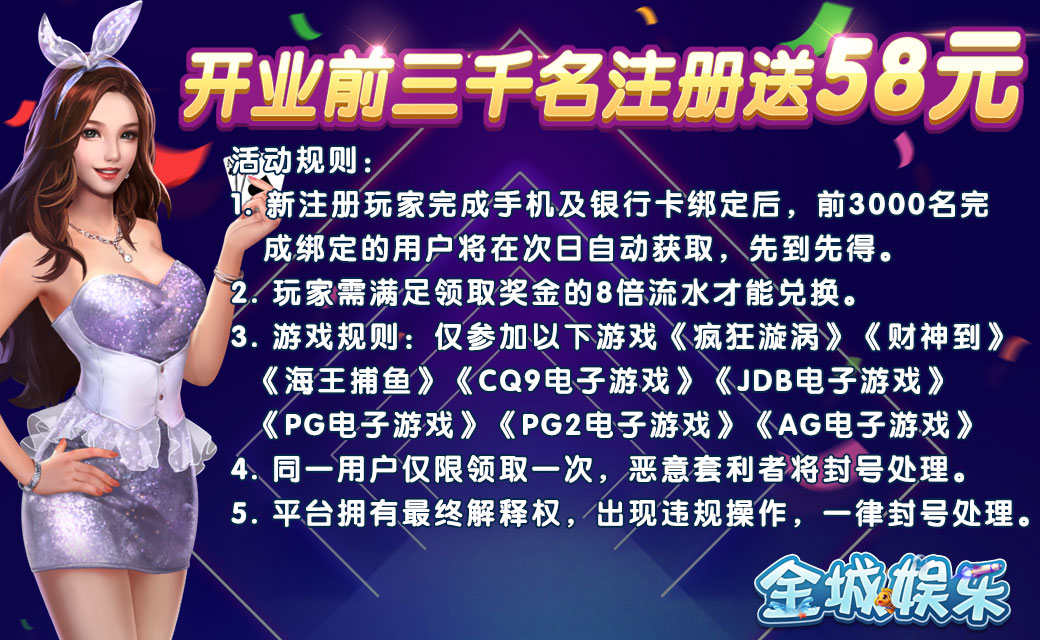 开业前三千名注册送58元
活动规则：
1. 新注册玩家完成手机及银行卡绑定后，前3000名完
成绑定的用户将在次日自动获取，先到先得。
2. 玩家需满足领取奖金的8倍流水才能兑换。
3. 游戏规则：仅参加以下游戏《疯狂漩涡》《财神到》
《海王捕鱼》《CQ9电子游戏》《JDB电子游戏》
《PG电子游戏》《PG2电子游戏》《AG电子游戏》
4. 同一用户仅限领取一次，恶意套利者将封号处理。
5. 平台拥有最终解释权，出现违规操作，一律封号处理。
金城娱乐